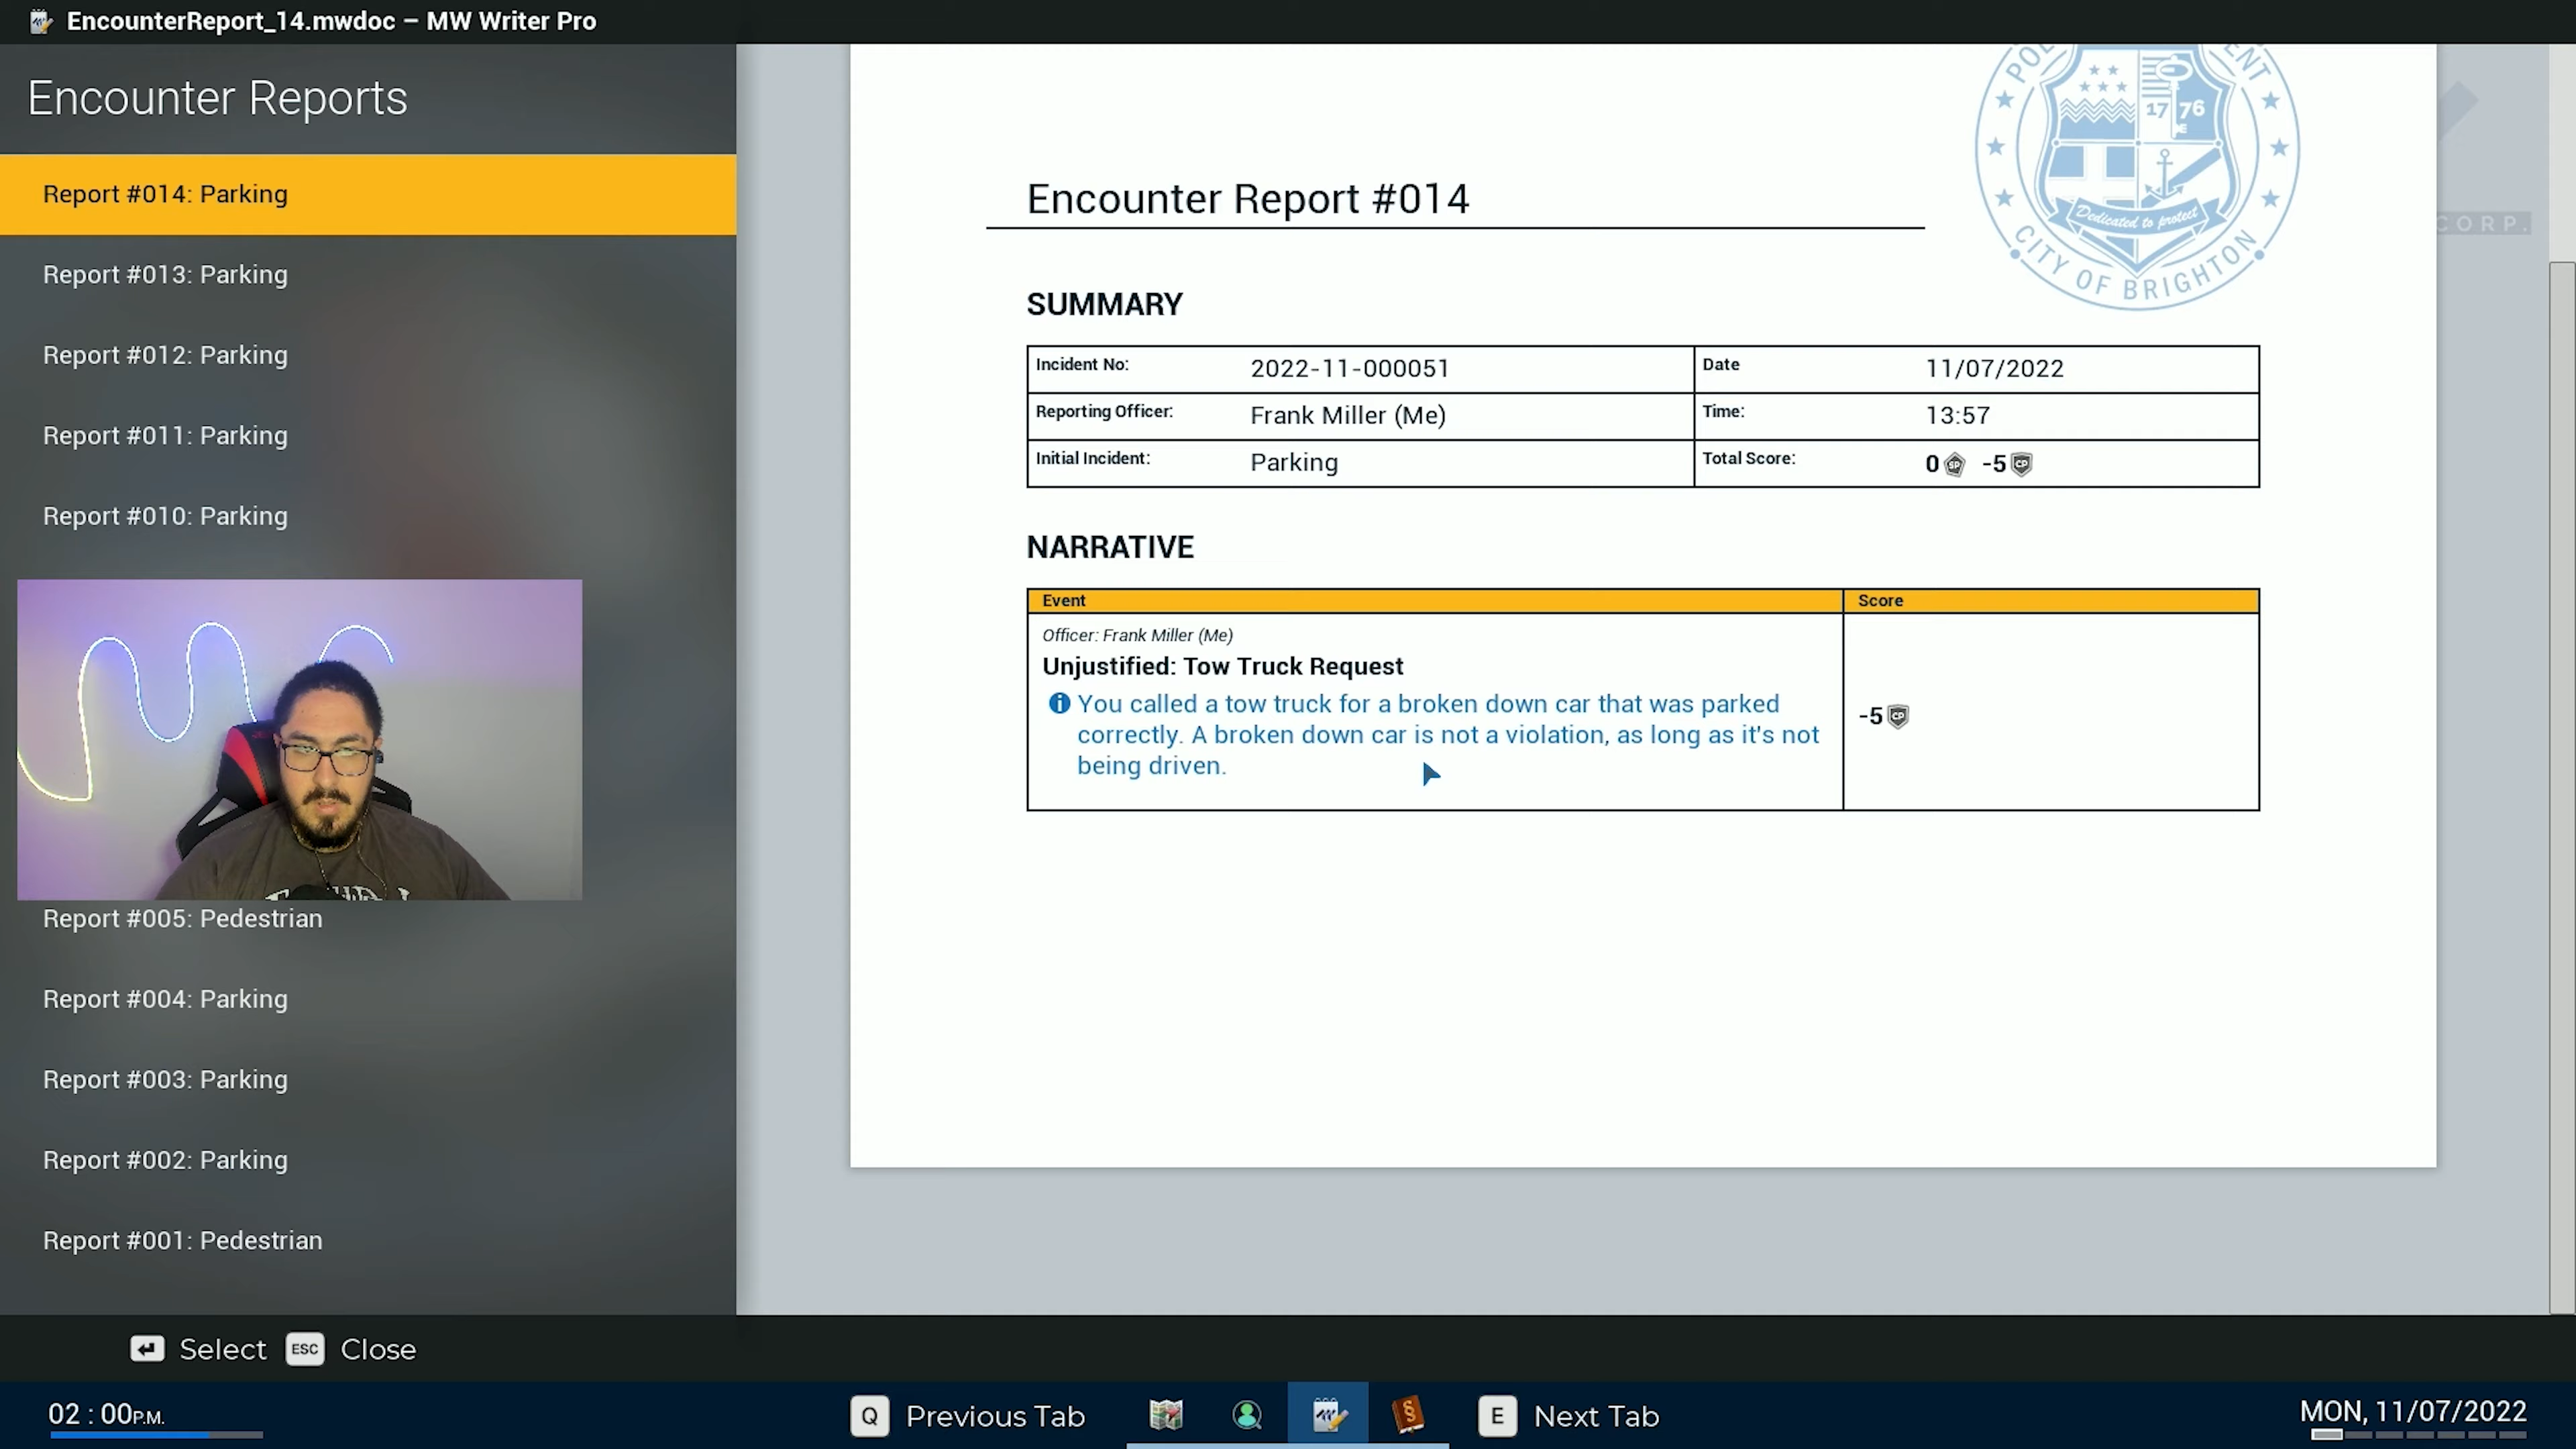 EncounterReport_14.mwdoc – MW Writer Pro
Encounter Reports
Report #014: Parking
Report #013: Parking
Report #012: Parking
Report #011: Parking
Report #010: Parking
Report #005: Pedestrian
Report #004: Parking
Report #003: Parking
Report #002: Parking
Report #001: Pedestrian
17 76
Dedicated to protect
CITY OF BRIGHTON
CORP.
Encounter Report #014
SUMMARY
Incident No: 2022-11-000051 Date 11/07/2022
Reporting Officer: Frank Miller (Me) Time: 13:57
Initial Incident: Parking Total Score: 0 SP -5 CP
NARRATIVE
Event Score
Officer: Frank Miller (Me)
Unjustified: Tow Truck Request
You called a tow truck for a broken down car that was parked
correctly. A broken down car is not a violation, as long as it's not
being driven.
-5 CP
Select ESC Close
02 : 00 P.M.
Q Previous Tab E Next Tab
MON, 11/07/2022